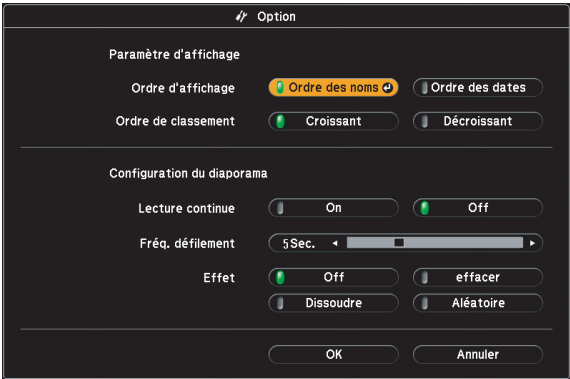 Option
Paramètre d'affichage
Ordre d'affichage Ordre des noms Ordre des dates
Ordre de classement Croissant Décroissant
Configuration du diaporama
Lecture continue On Off
Fréq. défilement 5Sec.
Effet Off effacer
Dissoudre Aléatoire
OK Annuler